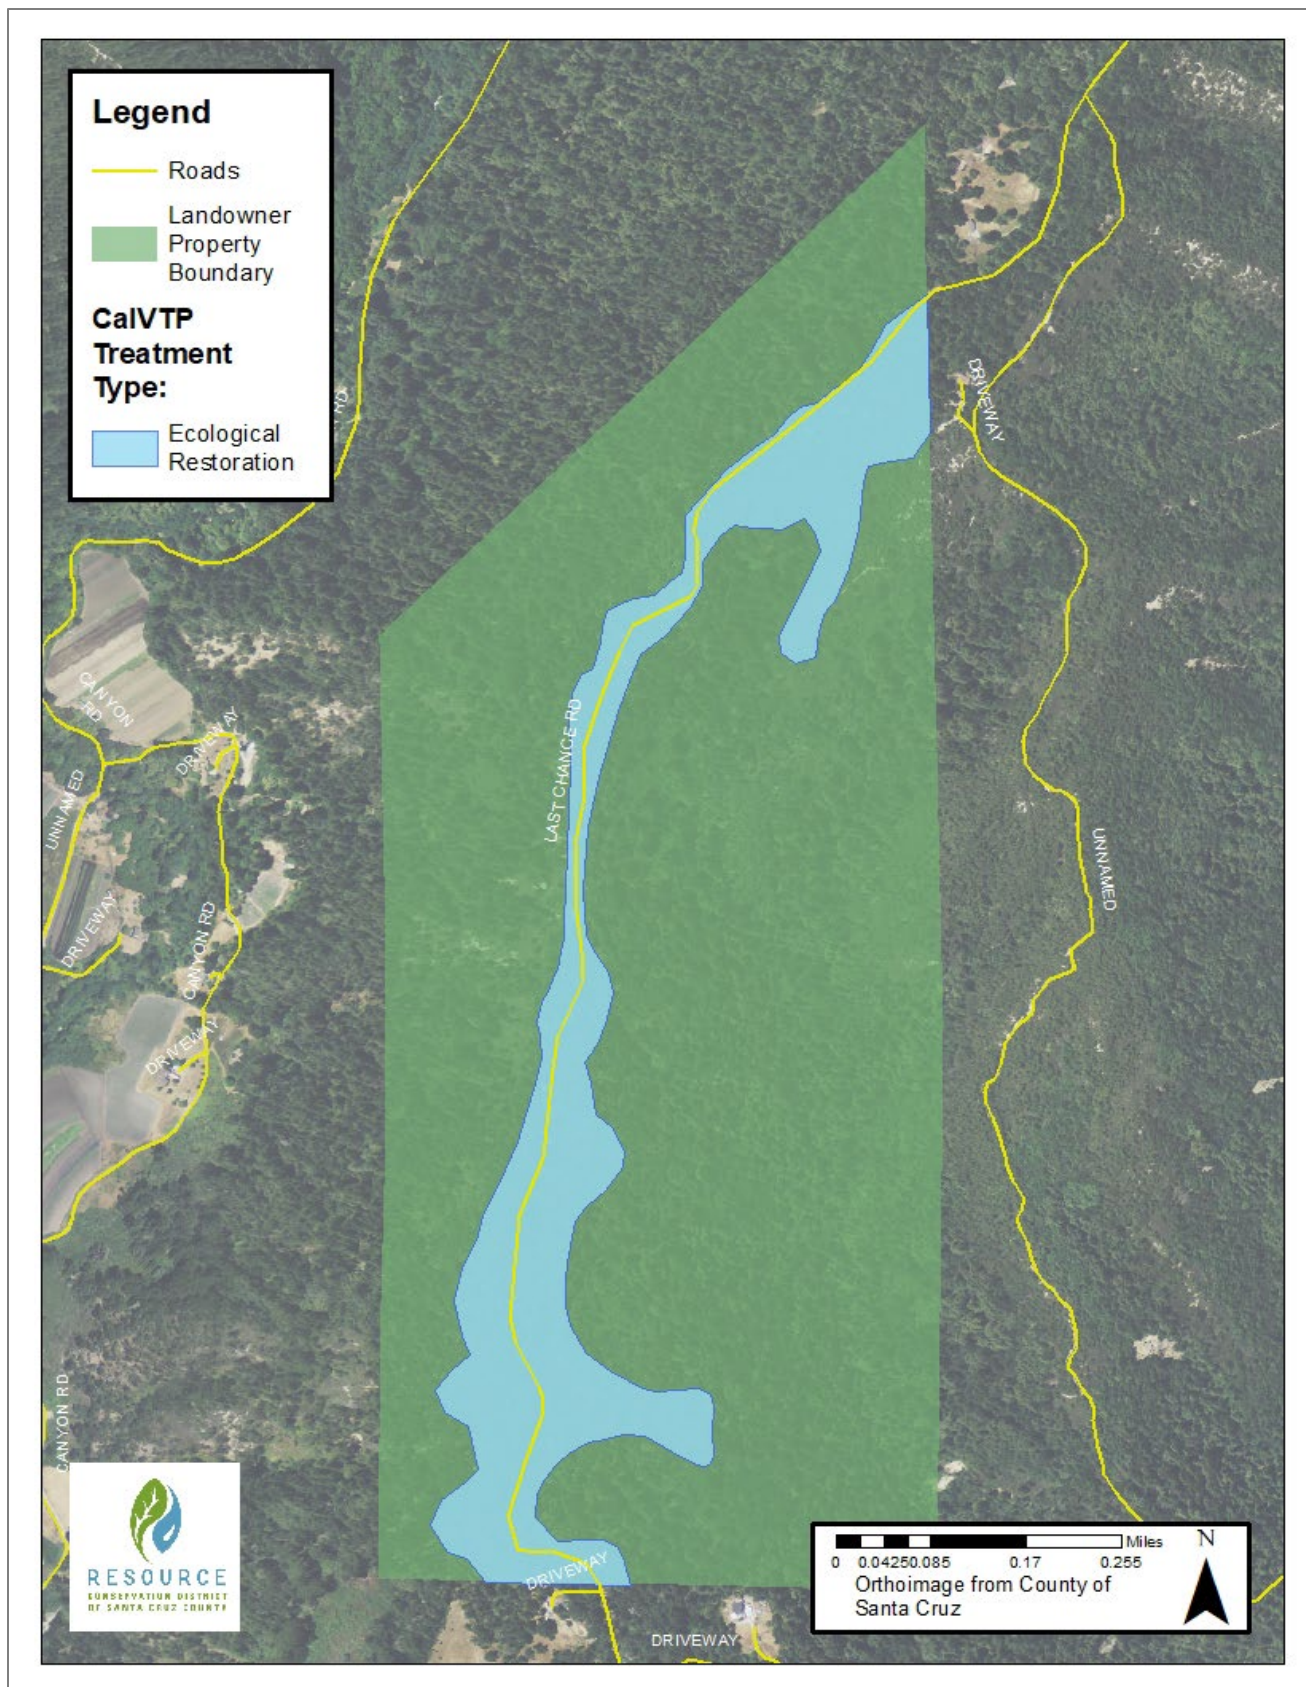 Legend
Roads
Landowner
Property
Boundary
CalVTP
Treatment
Type:
Ecological
Restoration
RD
DRIVEWAY
CANYON
RD
DRIVEWAY
UNNAMED
LAST CHANCE RD
UNNAMED
DRIVEWAY
CANYON RD
DRIVEWAY
CANYON RD
RESOURCE
CONSERVATION DISTRICT
OF SANTA CRUZ COUNTY
DRIVEWAY
DRIVEWAY
Miles
N
0 0.04250.085 0.17 0.255
Orthoimage from County of
Santa Cruz